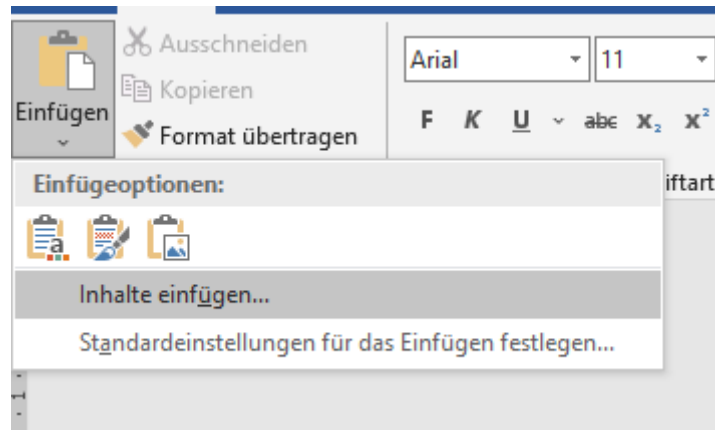 Ausschneiden
Kopieren
Einfügen
Format übertragen
Arial
11
F K U abc x₂ x²
iftart
Einfügeoptionen:
a
Inhalte einfügen...
Standardeinstellungen für das Einfügen festlegen...
1